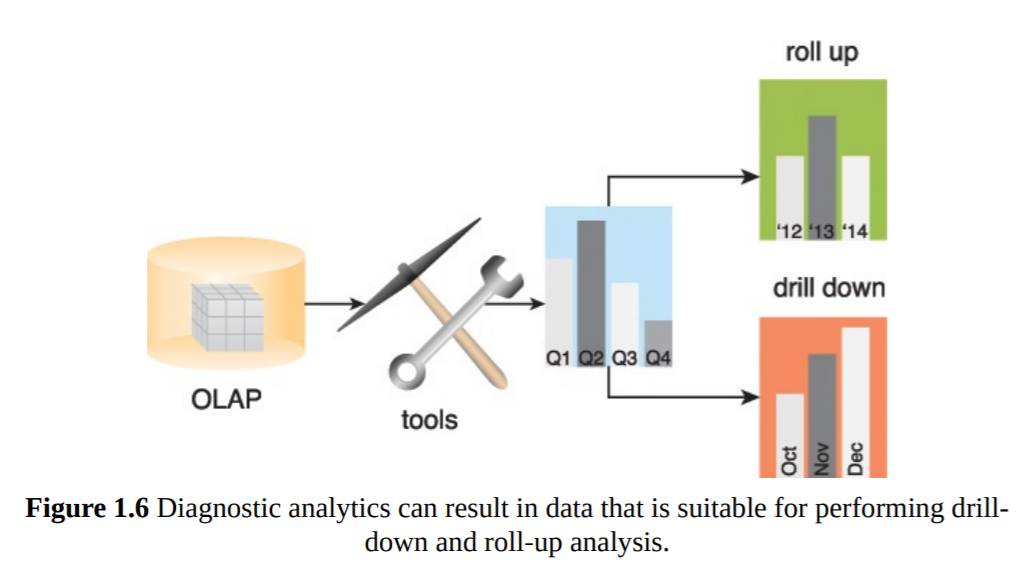 roll up
‘12 ‘13 ‘14
OLAP
tools
Q1 Q2 Q3 Q4
drill down
Oct Nov Dec
Figure 1.6 Diagnostic analytics can result in data that is suitable for performing drill-
down and roll-up analysis.